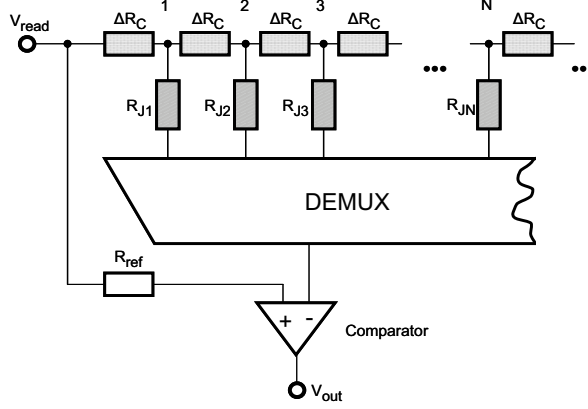 1 2 3 N
V_read ΔR_C ΔR_C ΔR_C ΔR_C ΔR_C
... ...
R_J1 R_J2 R_J3 R_JN
DEMUX
R_ref
+ -
Comparator
V_out